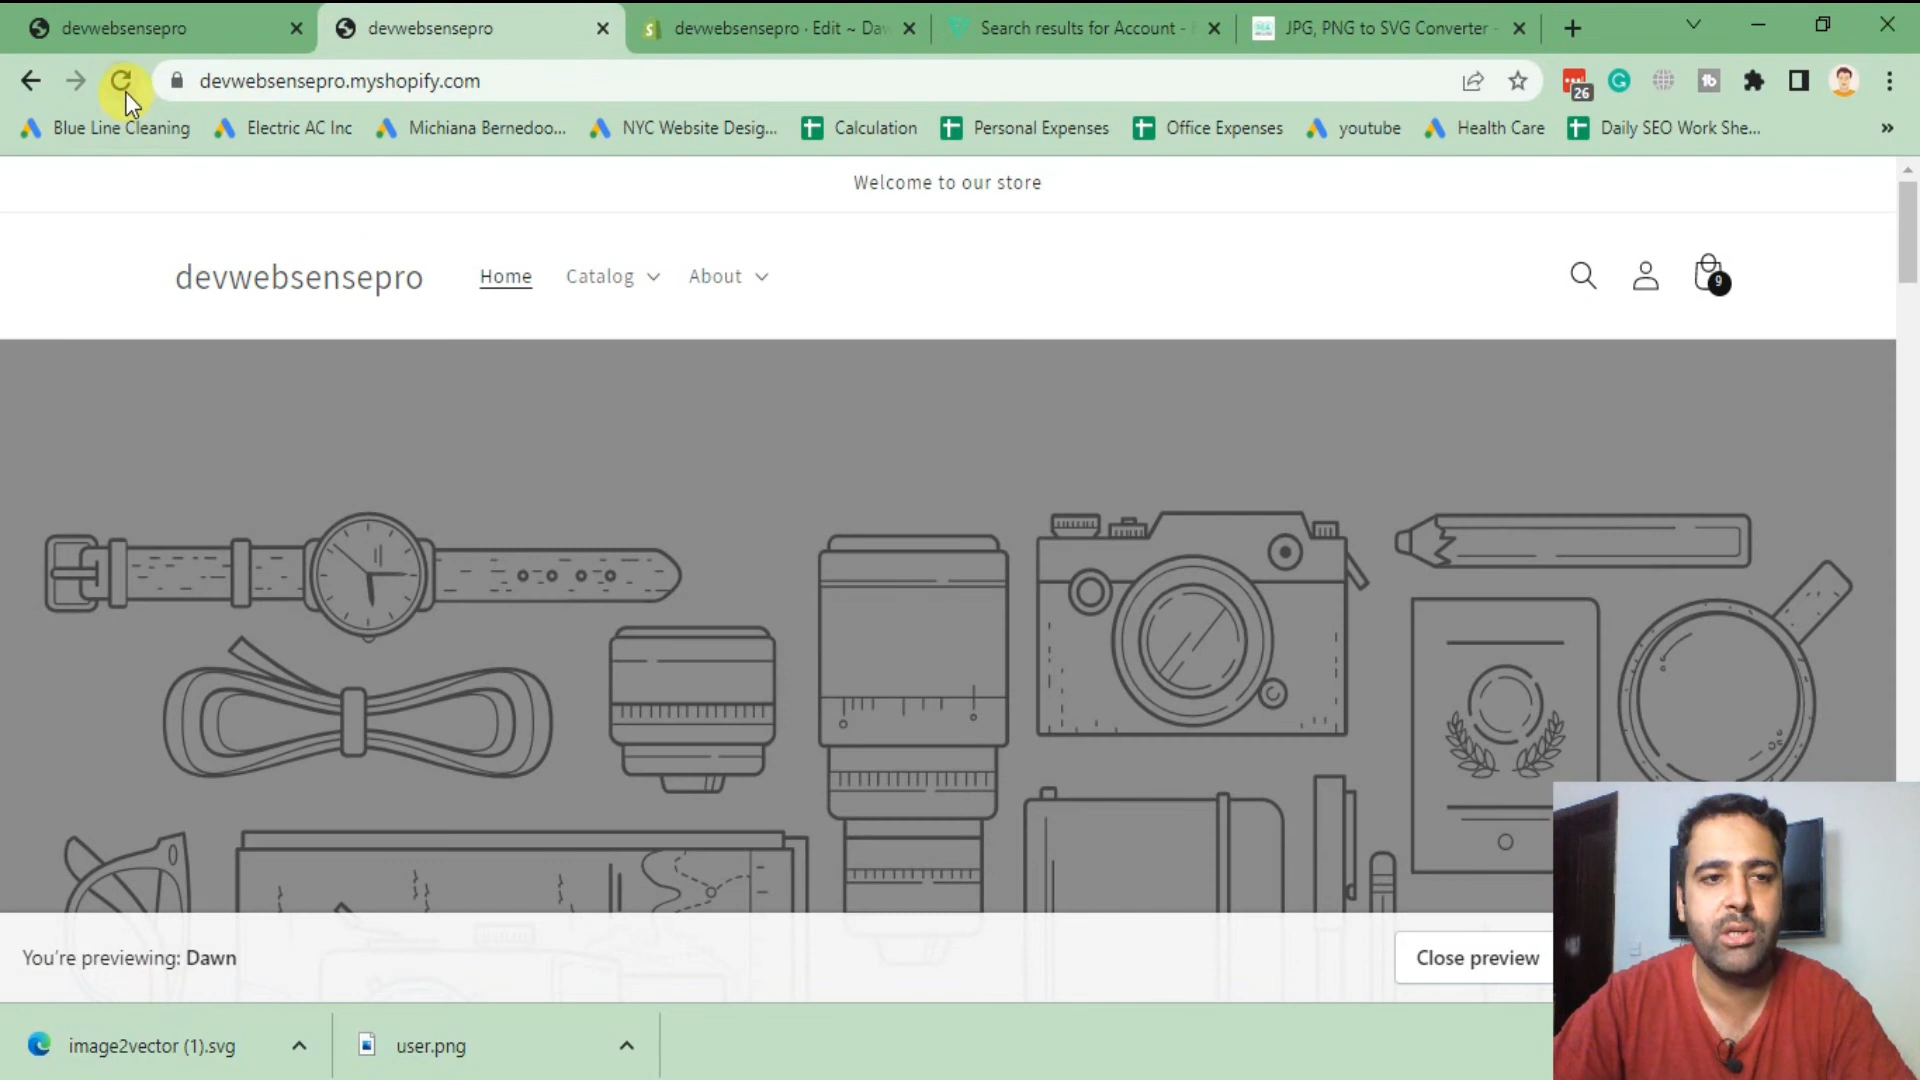 devwebsensepro
devwebsensepro
devwebsensepro · Edit ~ Daw
Search results for Account -
JPG, PNG to SVG Converter -
devwebsensepro.myshopify.com
26
Blue Line Cleaning
Electric AC Inc
Michiana Bernedoo...
NYC Website Desig...
Calculation
Personal Expenses
Office Expenses
youtube
Health Care
Daily SEO Work She...
Welcome to our store
devwebsensepro
Home
Catalog
About
9
You're previewing: Dawn
Close preview
image2vector (1).svg
user.png